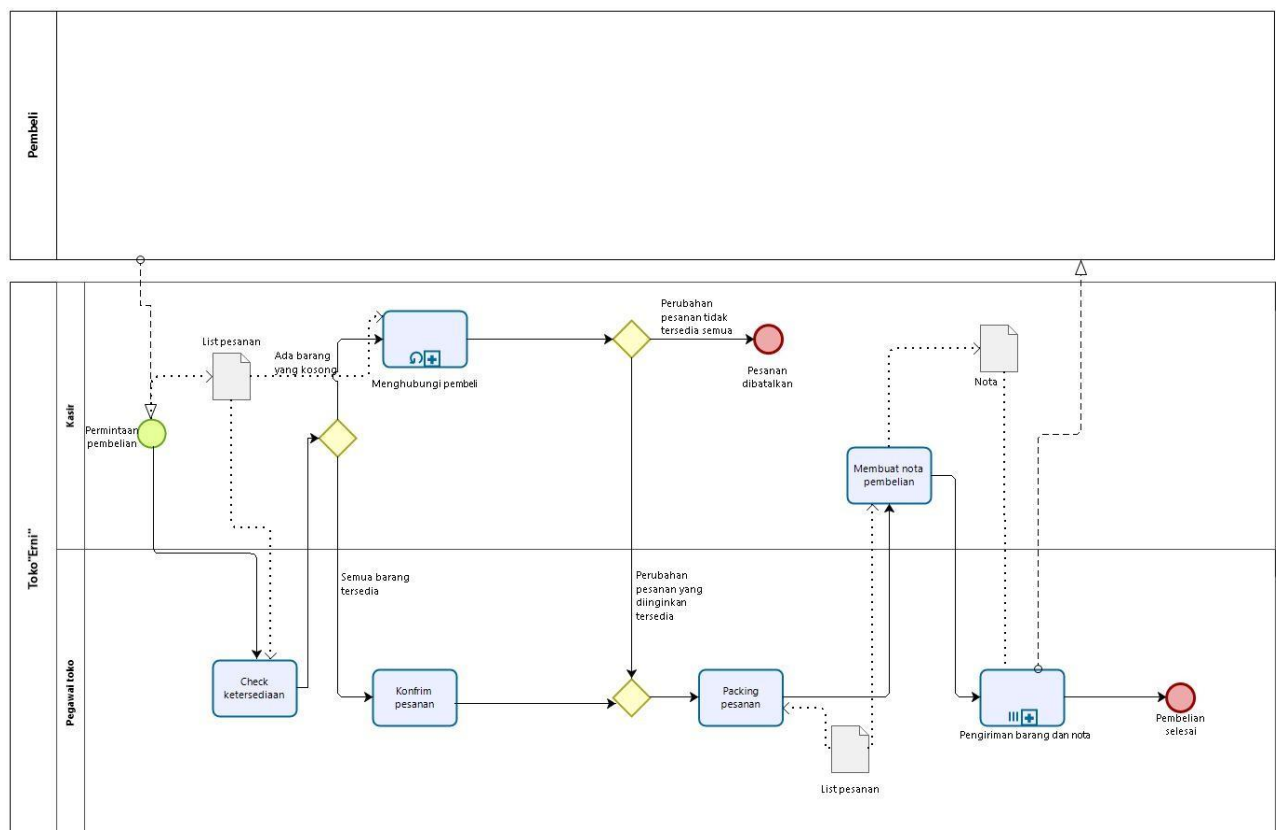 Pembeli
Toko"Erni"
Kasir
Pegawai toko
Permintaan
pembelian
List pesanan
Ada barang
yang kosong
Menghubungi pembeli
Perubahan
pesanan tidak
tersedia semua
Pesanan
dibatalkan
Nota
Membuat nota
pembelian
Semua barang
tersedia
Perubahan
pesanan yang
diinginkan
tersedia
Check
ketersediaan
Konfrim
pesanan
Packing
pesanan
List pesanan
Pengiriman barang dan nota
Pembelian
selesai